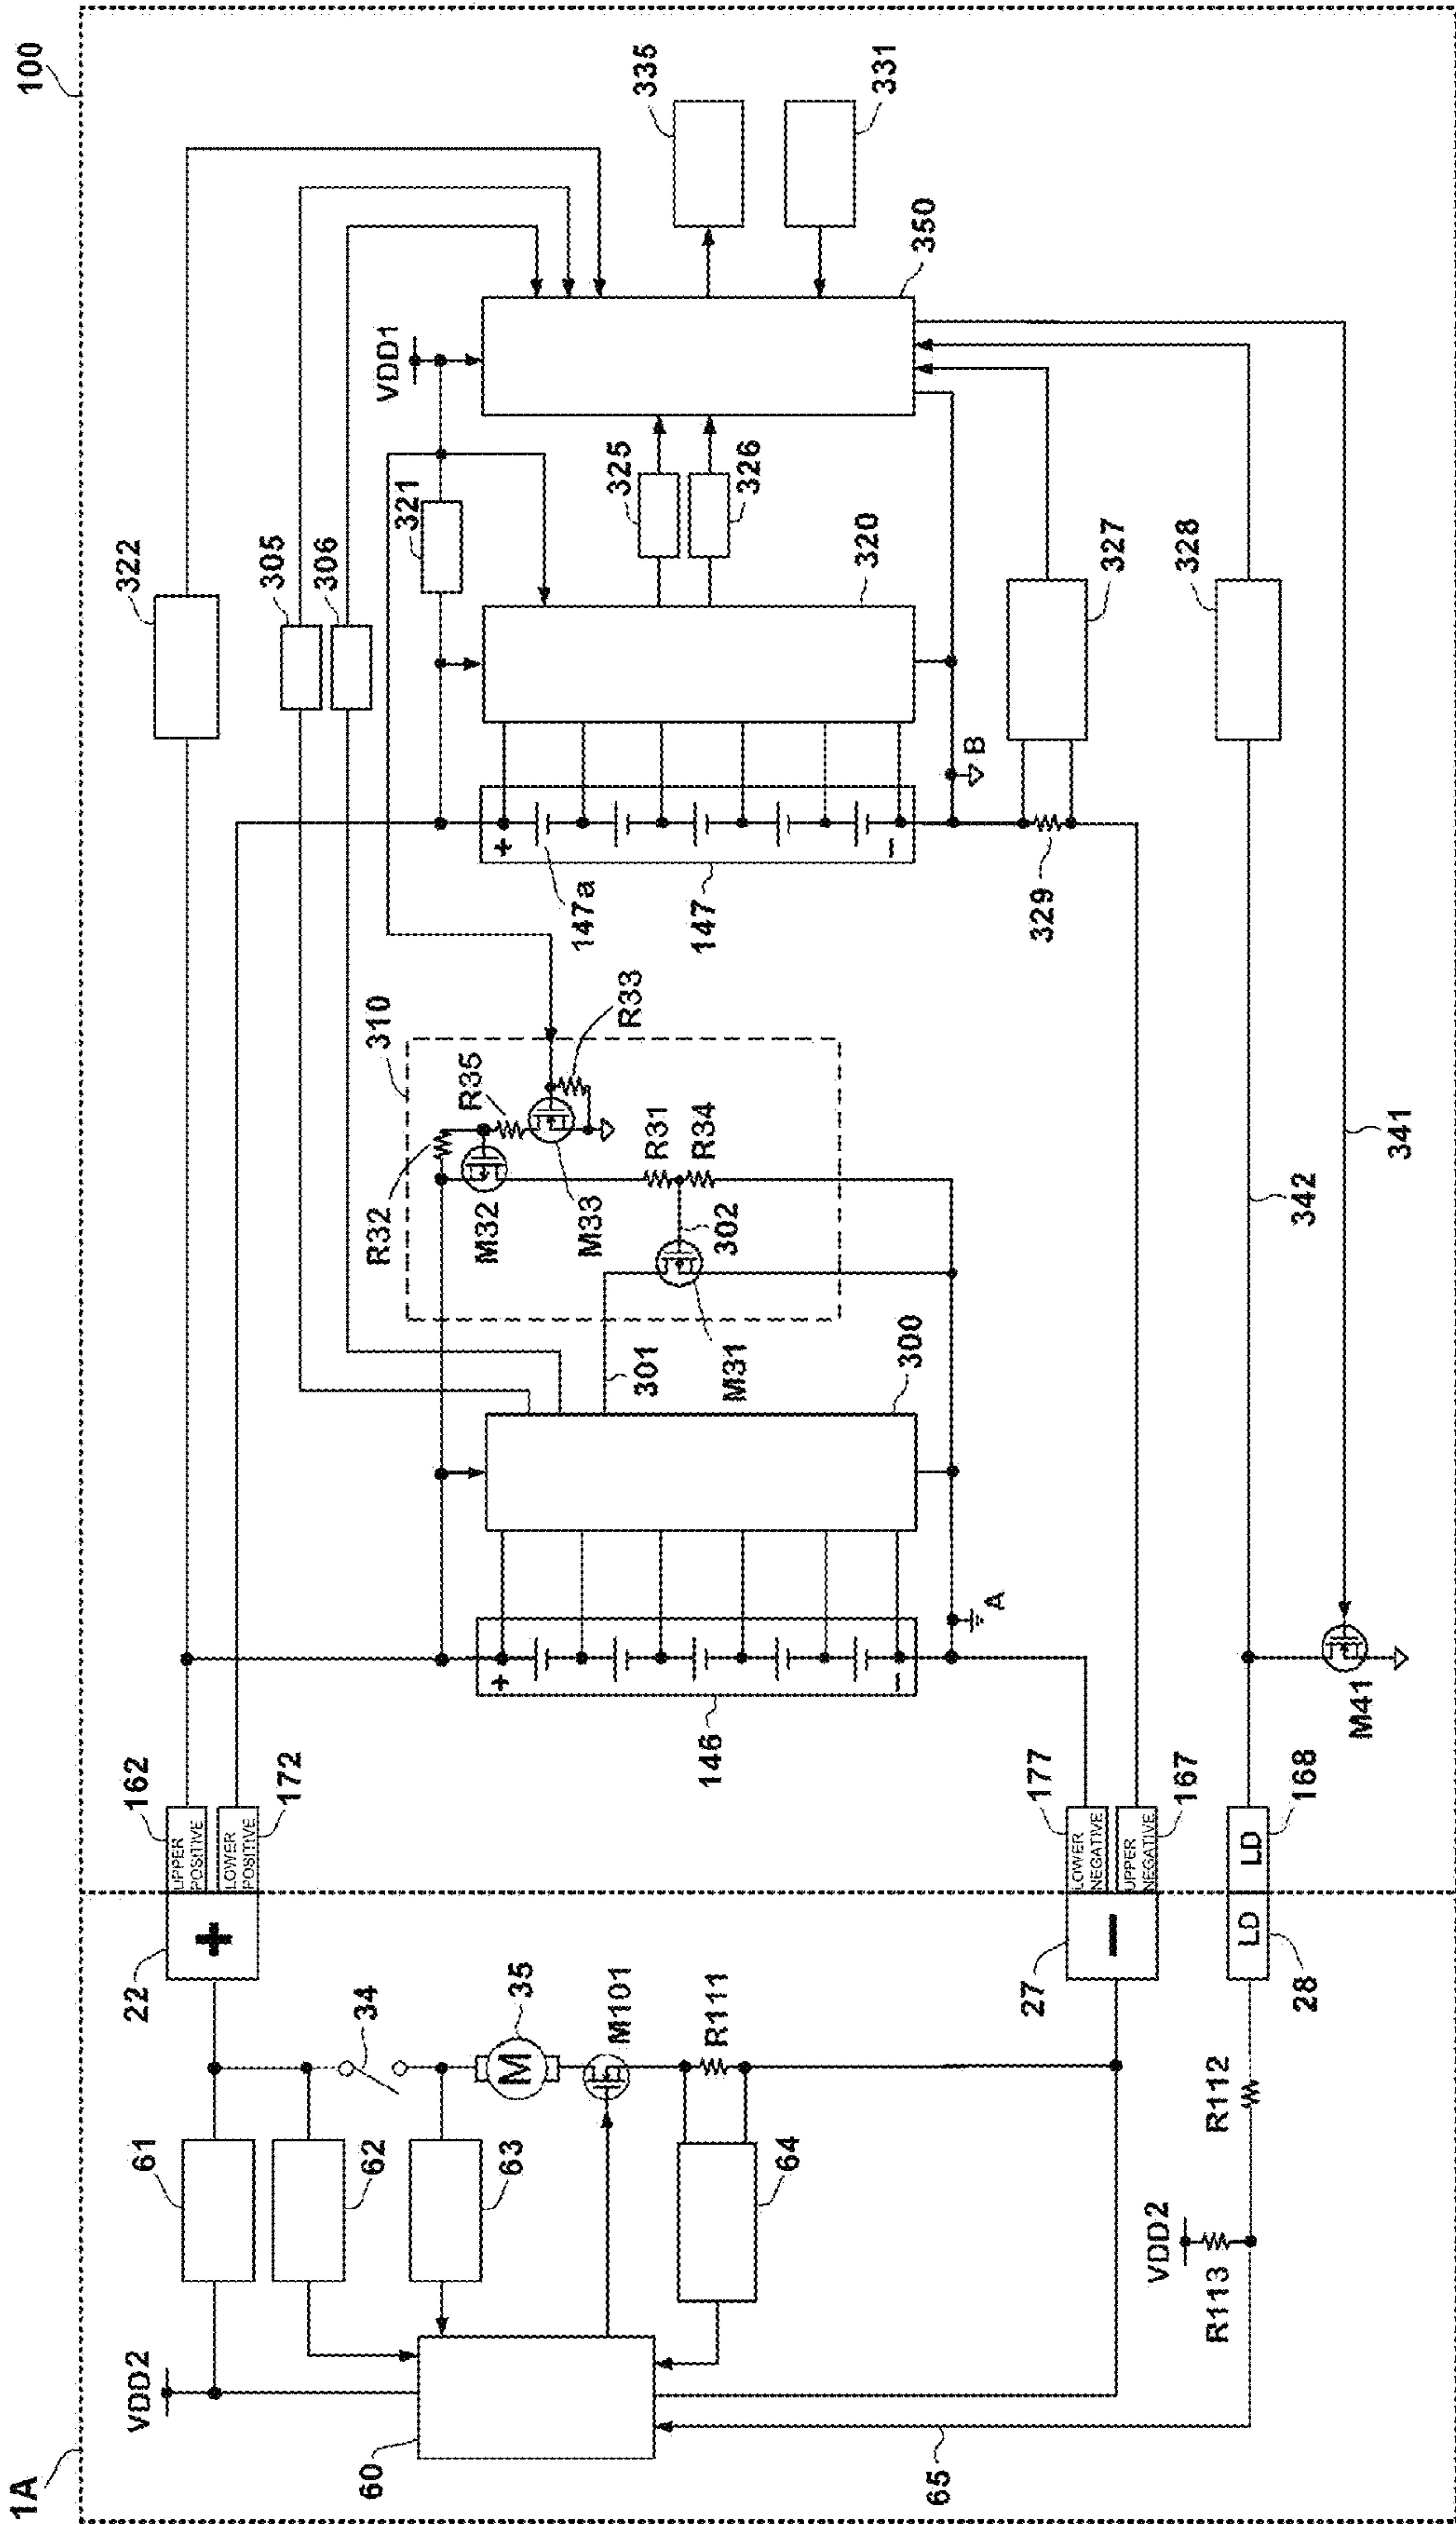 1A
100
VDD2
61
62
63
60
64
65
34
35
M
M101
R111
R112
R113
VDD2
22
+
27
−
28
LD
162
UPPER POSITIVE
LOWER POSITIVE
172
177
LOWER NEGATIVE
UPPER NEGATIVE
167
LD
168
146
+
−
A
M41
300
301
302
M31
310
R32
M32
R35
M33
R33
R31
R34
322
305
306
321
147a
147
+
−
B
329
320
325
326
327
328
VDD1
350
335
331
342
341